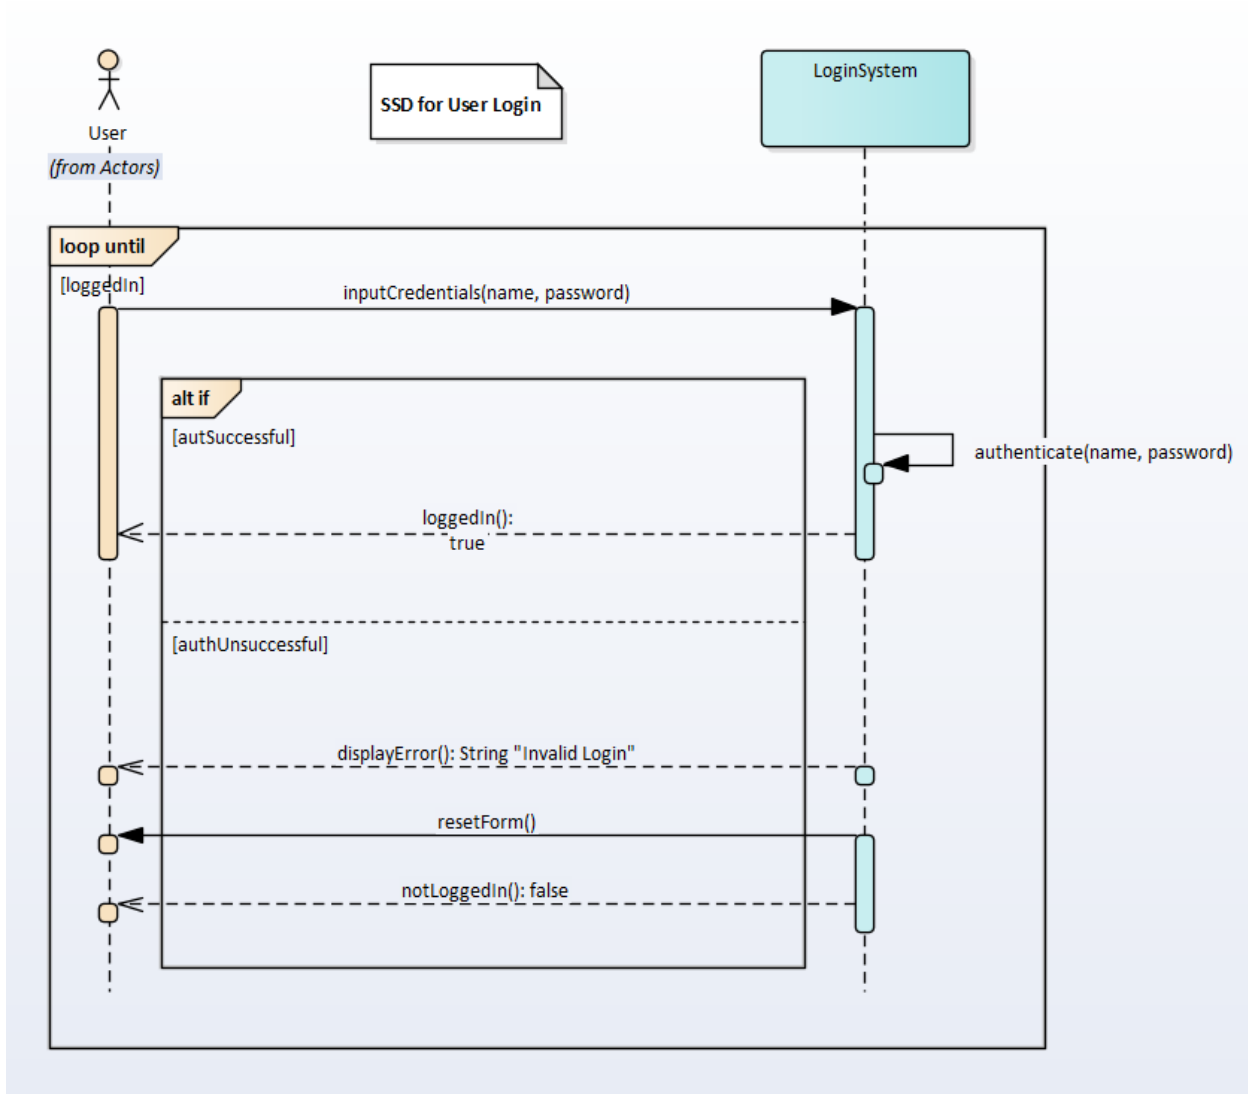 User
(from Actors)
SSD for User Login
LoginSystem
loop until
[loggedIn]
inputCredentials(name, password)
alt if
[autSuccessful]
authenticate(name, password)
loggedIn():
true
[authUnsuccessful]
displayError(): String "Invalid Login"
resetForm()
notLoggedIn(): false